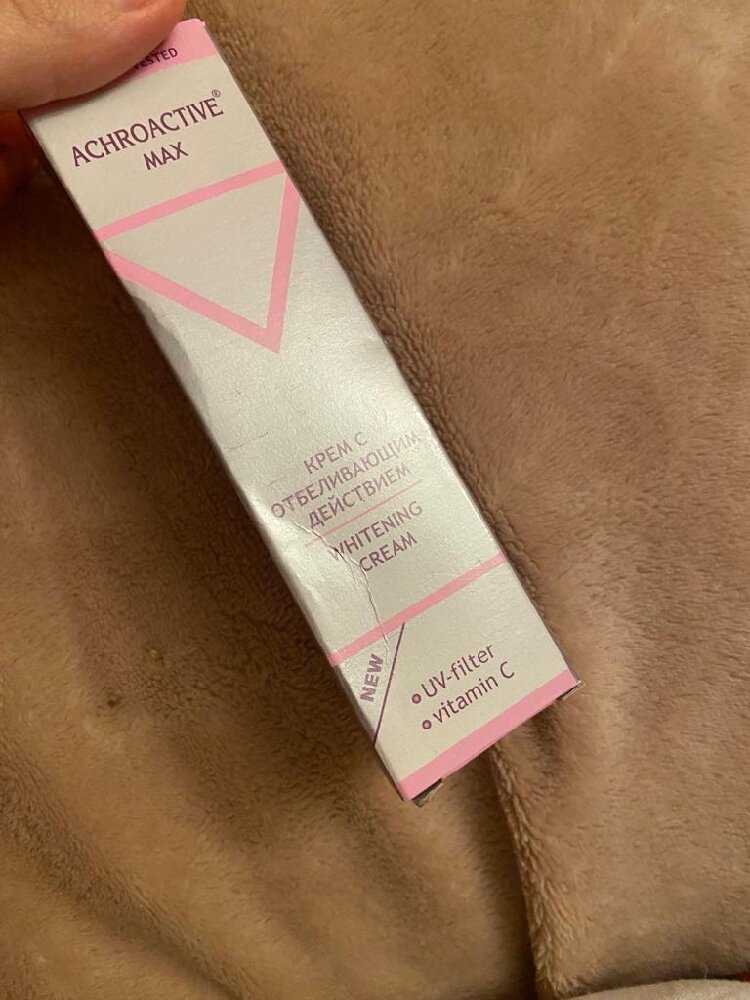 TESTED
ACHROACTIVE®
MAX
КРЕМ С
ОТБЕЛИВАЮЩИМ
ДЕЙСТВИЕМ
WHITENING
CREAM
NEW
UV-filter
vitamin C